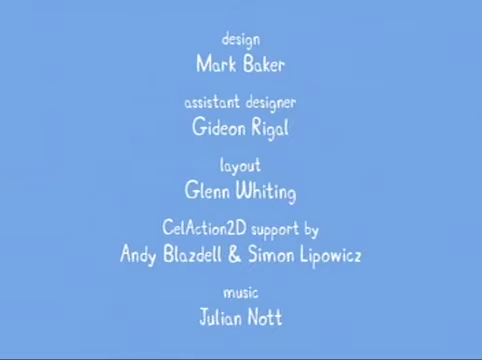 design
Mark Baker
assistant designer
Gideon Rigal
layout
Glenn Whiting
CelAction2D support by
Andy Blazdell & Simon Lipowicz
music
Julian Nott